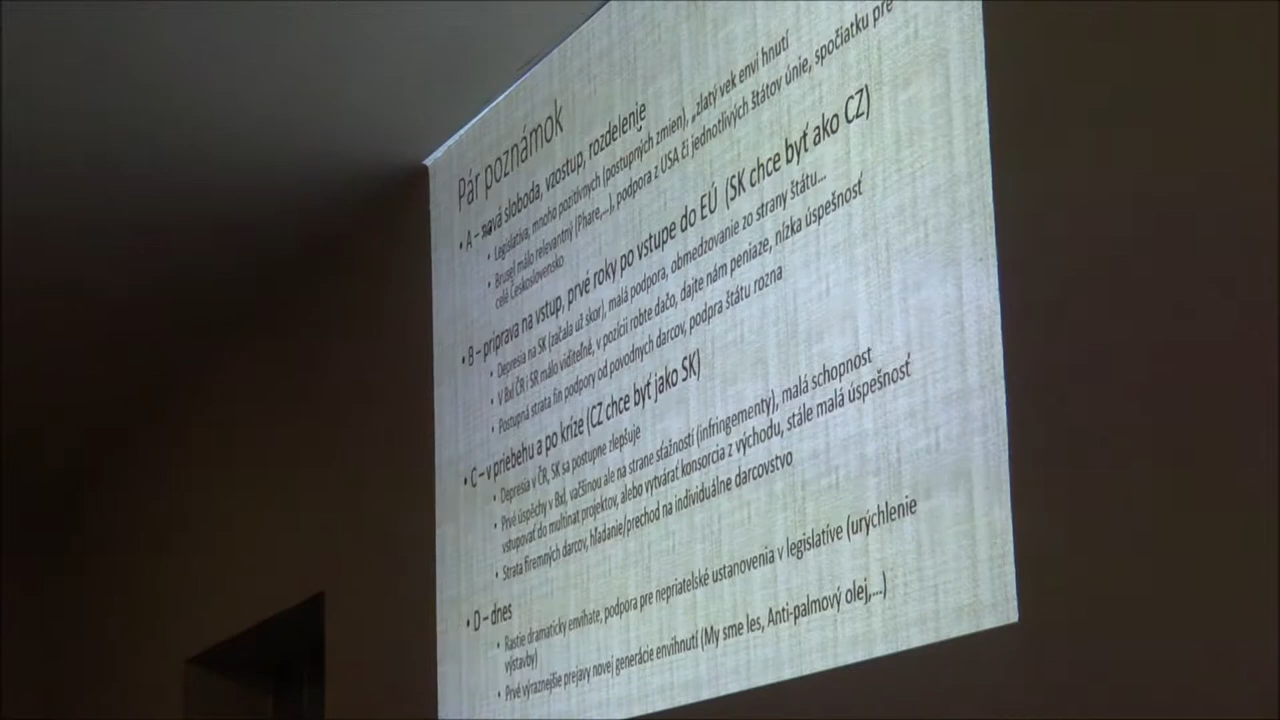 Pár poznámok
• A – nová sloboda, vzostup, rozdelenie
• Legislatíva, mnoho pozitívnych (postupných zmien), „zlatý vek envi hnutí
• Brusel málo relevantný (Phare,...), podpora z USA či jednotlivých štátov únie, spočiatku pre
celé Československo
• B – príprava na vstup, prvé roky po vstupe do EÚ (SK chce byť ako CZ)
• Depresia na SK (začala už skor), malá podpora, obmedzovanie zo strany štátu...
• V Bxl ČR i SR málo viditeľné, v pozícii robte dačo, dajte nám peniaze, nízka úspešnosť
• Postupná strata fin podpory od povodných darcov, podpra štátu rozna
• C – v priebehu a po kríze (CZ chce byť jako SK)
• Depresia v ČR, SK sa postupne zlepšuje
• Prvé úspěchy v Bxl, vačšinou ale na strane sťažností (infringementy), malá schopnost
vstupovať do multinat projektov, alebo vytvárať konsorcia z východu, stále malá úspešnosť
• Strata firemných darcov, hľadanie/prechod na individuálne darcovstvo
• D – dnes
• Rastie dramaticky envihate, podpora pre nepriatelské ustanovenia v legislatíve (urýchlenie
výstavby)
• Prvé výraznejšie prejavy novej generácie envihnutí (My sme les, Anti-palmový olej,...)